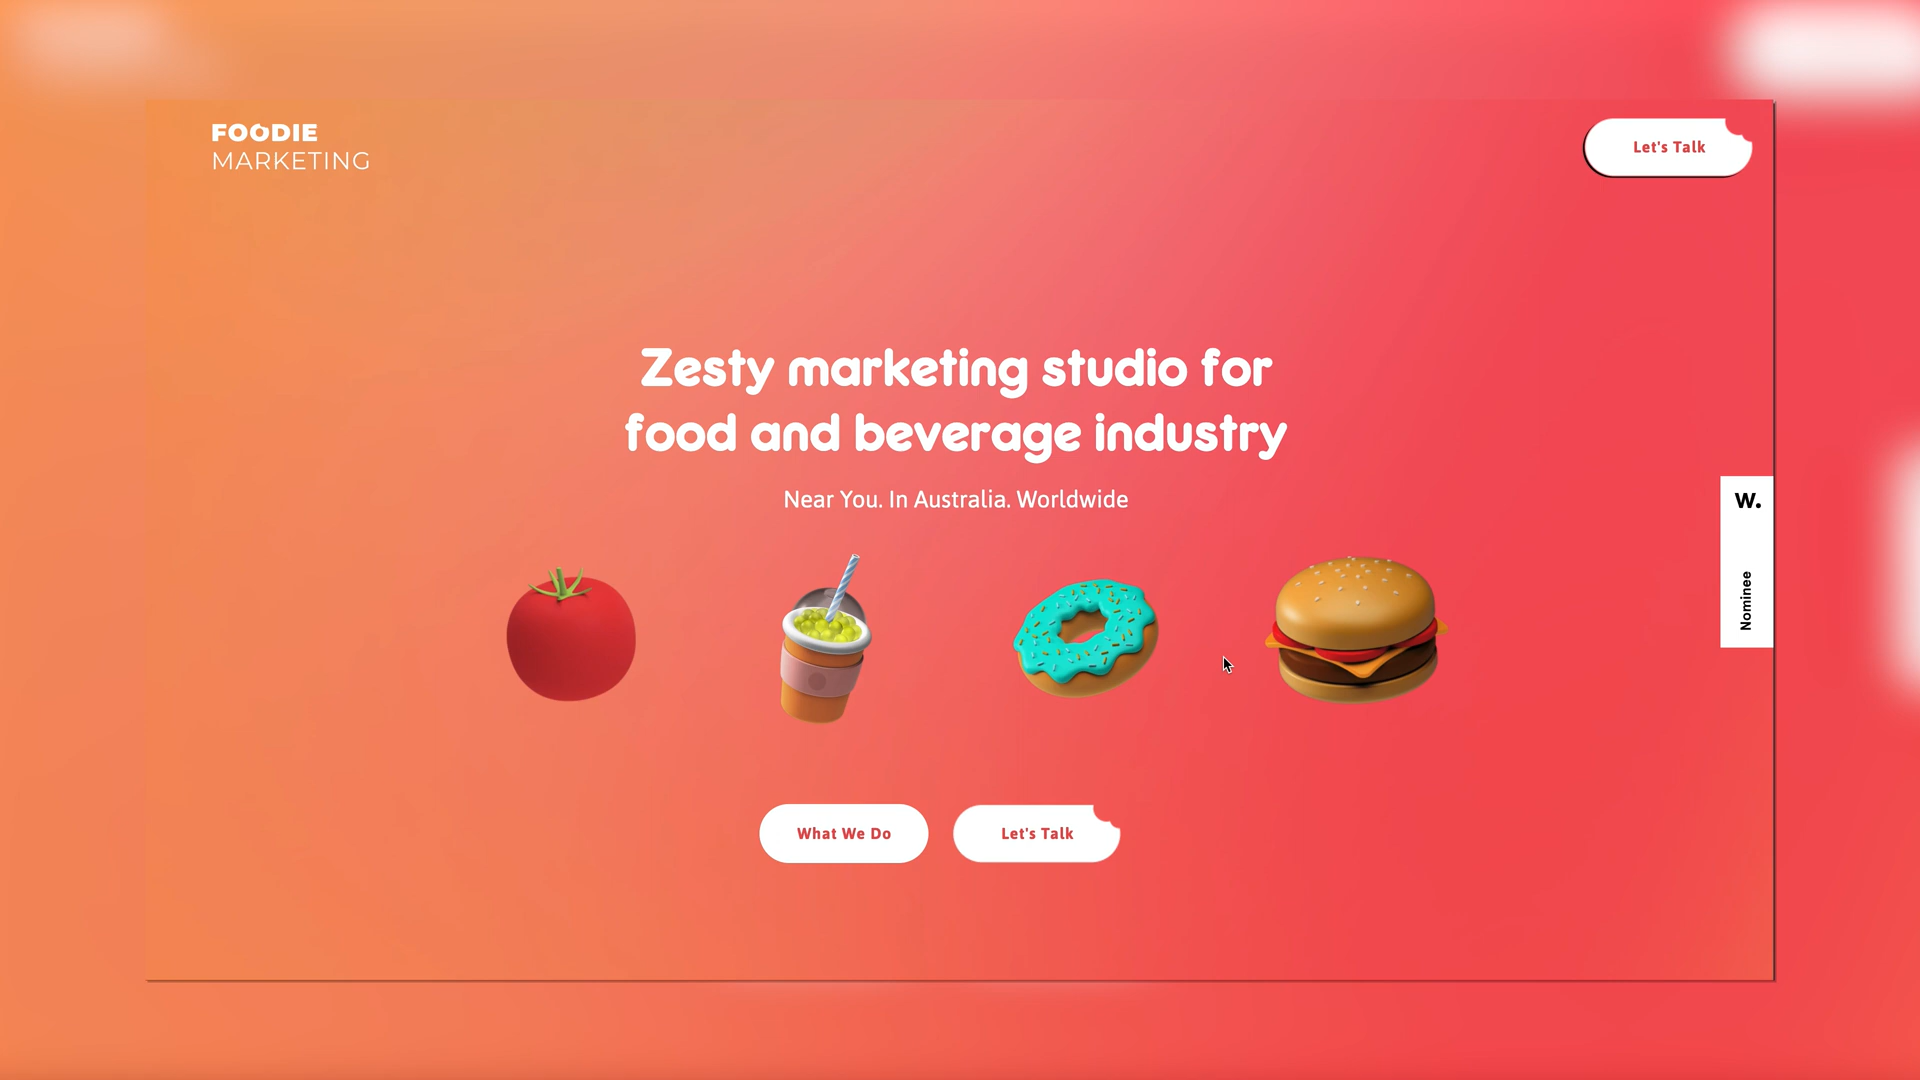 FOODIE
MARKETING
Let's Talk
Zesty marketing studio for
food and beverage industry
Near You. In Australia. Worldwide
W.
Nominee
What We Do
Let's Talk